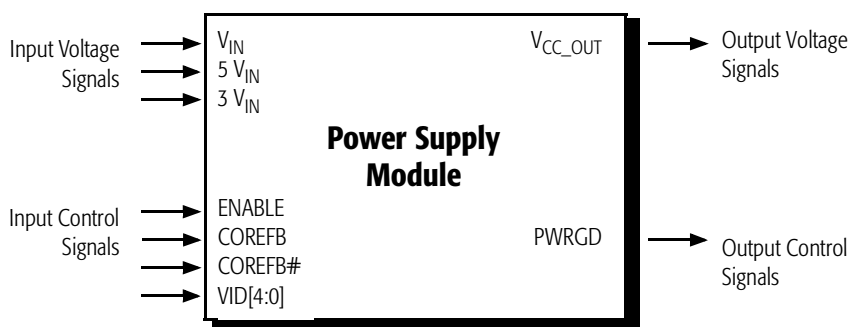 Input Voltage
Signals
V_IN
5 V_IN
3 V_IN
V_CC_OUT
Output Voltage
Signals
Power Supply
Module
Input Control
Signals
ENABLE
COREFB
COREFB#
VID[4:0]
PWRGD
Output Control
Signals